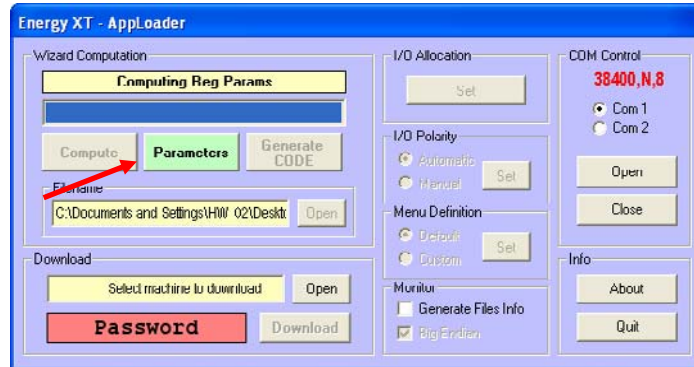 Energy XT - AppLoader
Wizard Computation
Computing Reg Params
Compute
Parameters
Generate CODE
Filename
C:\Documents and Settings\HW 02\Deskto
Open
Download
Select machine to download
Open
Password
Download
I/O Allocation
Set
I/O Polarity
Automatic
Manual
Set
Menu Definition
Default
Custom
Set
Monitor
Generate Files Info
Big Endian
COM Control
38400,N,8
Com 1
Com 2
Open
Close
Info
About
Quit